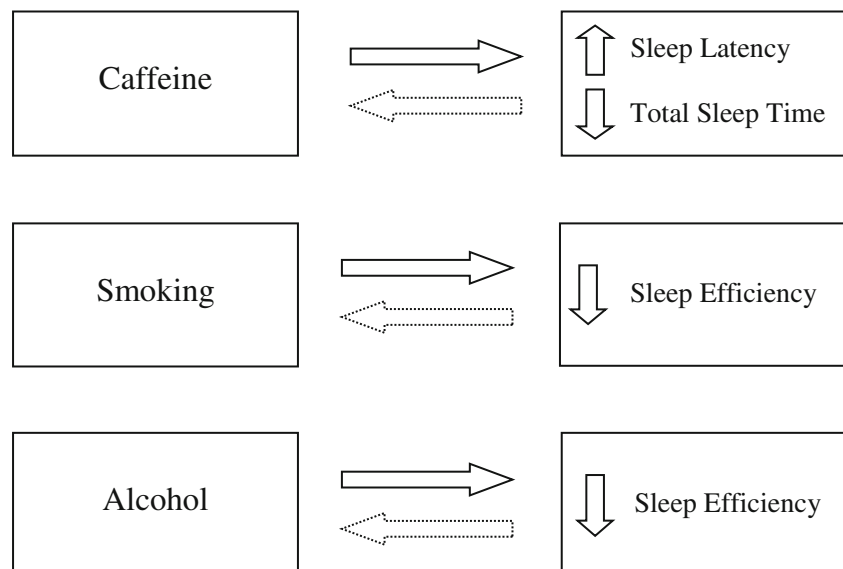 Caffeine
Sleep Latency
Total Sleep Time
Smoking
Sleep Efficiency
Alcohol
Sleep Efficiency